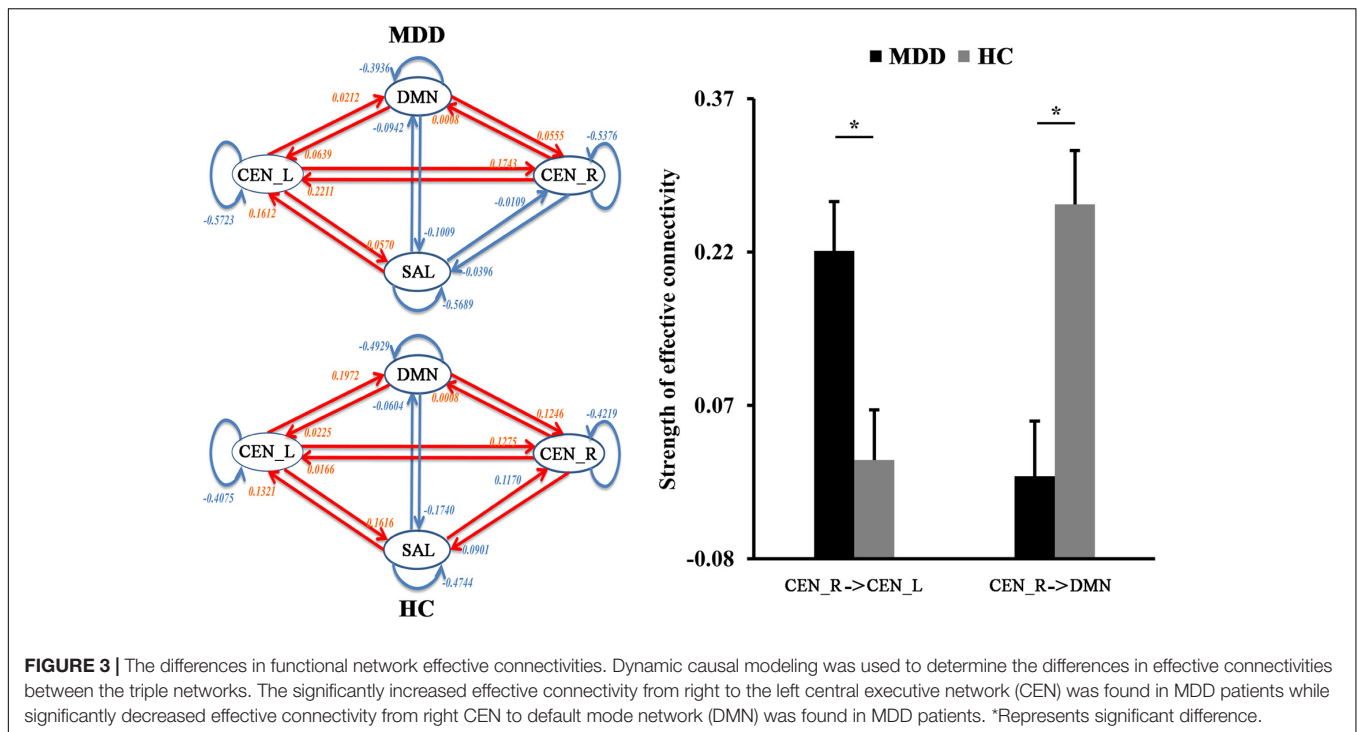 MDD
-0.3936
DMN
0.0212
-0.0942
0.0008
0.0555
-0.5376
0.0639
0.1743
CEN_L
CEN_R
0.2211
-0.5723
0.1612
-0.0109
0.0570
-0.1009
-0.0396
SAL
-0.5689
-0.4929
DMN
0.1972
-0.0604
0.0008
0.1246
-0.4219
0.0225
0.1275
CEN_L
CEN_R
0.0166
-0.4075
0.1321
0.1170
0.1616
-0.1740
0.0901
SAL
-0.4744
HC
MDD HC
Strength of effective connectivity
0.37
0.22
0.07
-0.08
* *
CEN_R->CEN_L CEN_R->DMN
FIGURE 3 | The differences in functional network effective connectivities. Dynamic causal modeling was used to determine the differences in effective connectivities
between the triple networks. The significantly increased effective connectivity from right to the left central executive network (CEN) was found in MDD patients while
significantly decreased effective connectivity from right CEN to default mode network (DMN) was found in MDD patients. *Represents significant difference.